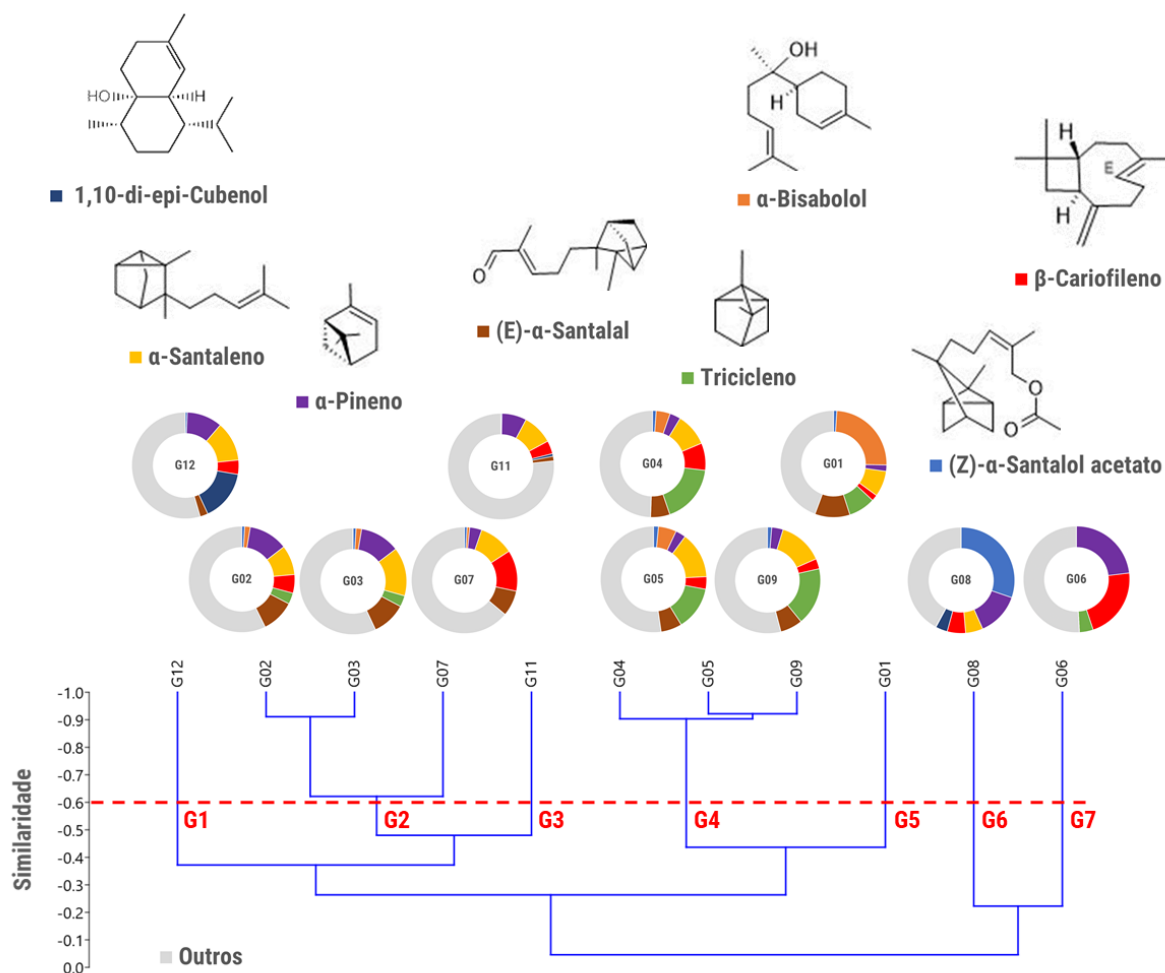 OH
HO
H
H
1,10-di-epi-Cubenol
α-Bisabolol
H
E
H
β-Cariofileno
O
α-Santaleno
α-Pineno
(E)-α-Santalal
Tricicleno
O
O
(Z)-α-Santalol acetato
G12
G11
G04
G01
G02
G03
G07
G05
G09
G08
G06
G12
G02
G03
G07
G11
G04
G05
G09
G01
G08
G06
-1.0
-0.9
-0.8
-0.7
-0.6
-0.5
-0.4
-0.3
-0.2
-0.1
0.0
Similaridade
G1
G2
G3
G4
G5
G6
G7
Outros